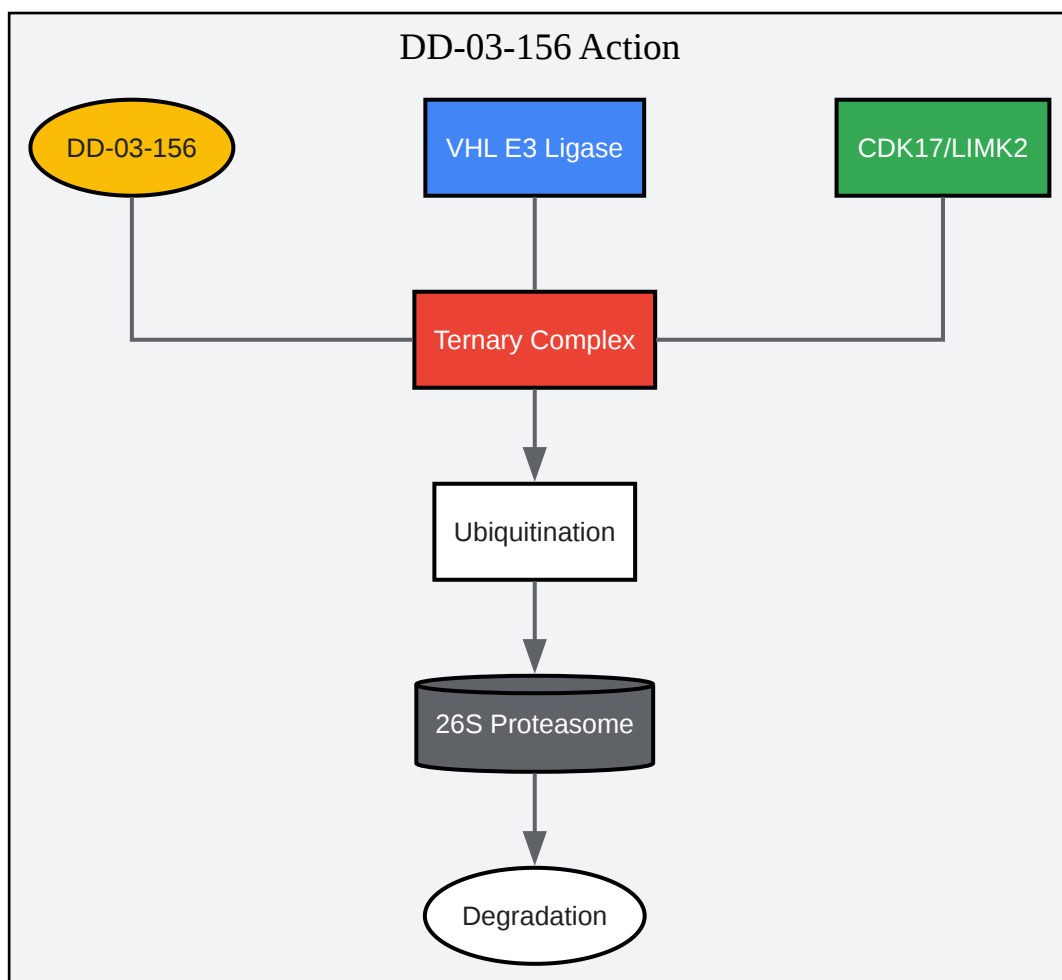 DD-03-156 Action
DD-03-156
VHL E3 Ligase
CDK17/LIMK2
Ternary Complex
Ubiquitination
26S Proteasome
Degradation